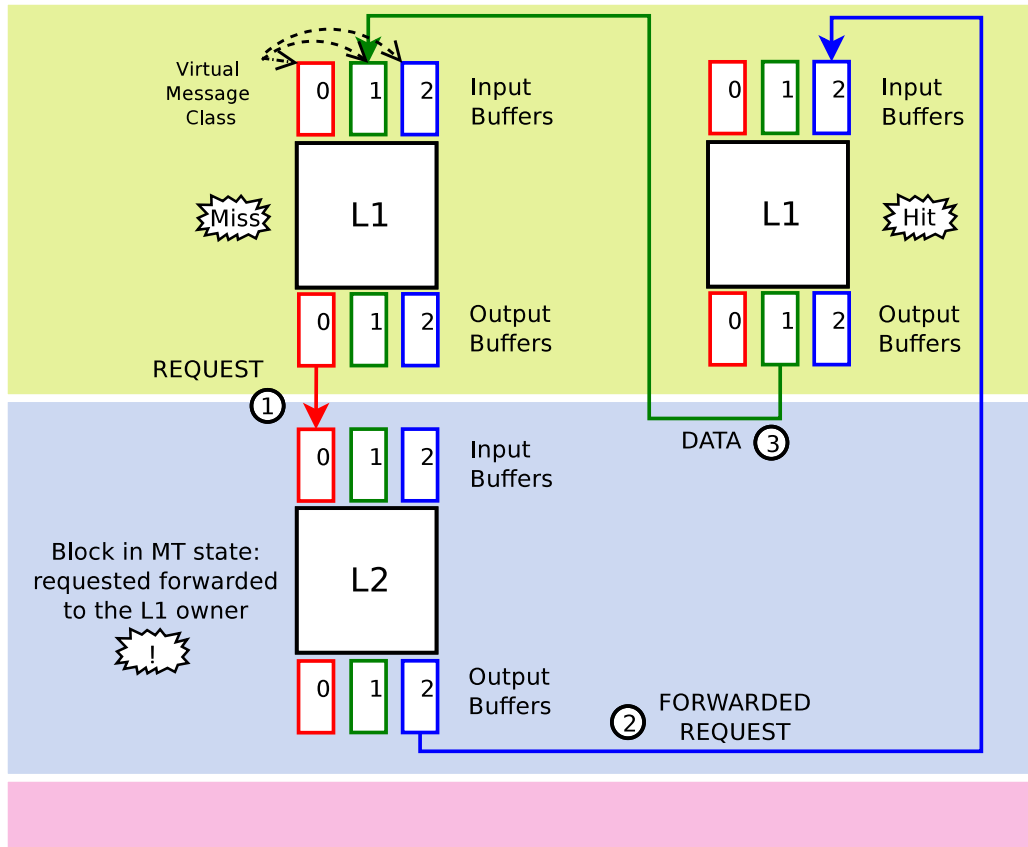 Virtual
Message
Class
0 1 2
Input
Buffers
0 1 2
Input
Buffers
Miss
L1
L1
Hit
0 1 2
Output
Buffers
0 1 2
Output
Buffers
REQUEST
1
DATA 3
0 1 2
Input
Buffers
Block in MT state:
requested forwarded
to the L1 owner
!
L2
0 1 2
Output
Buffers
2 FORWARDED
REQUEST